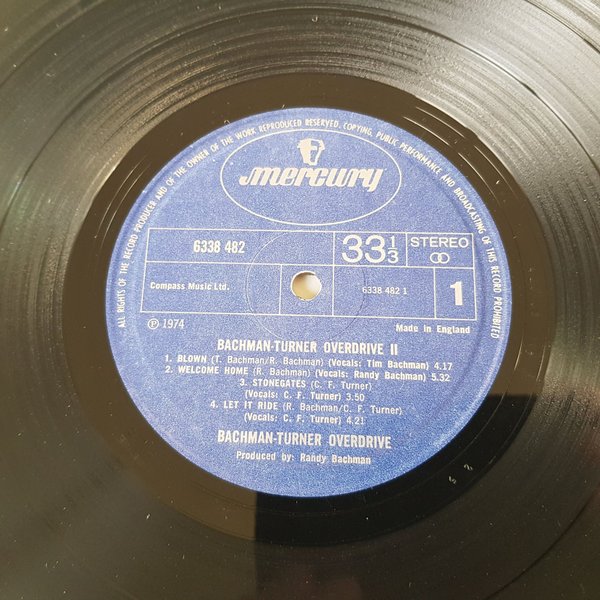 ALL RIGHTS OF THE RECORD PRODUCER AND OF THE OWNER OF THE WORK REPRODUCED RESERVED. COPYING, PUBLIC PERFORMANCE AND BROADCASTING OF THIS RECORD PROHIBITED
mercury
6338 482
33 1/3
STEREO
Compass Music Ltd.
6338 482 1
1
℗ 1974
Made in England
BACHMAN-TURNER OVERDRIVE II
1. BLOWN (T. Bachman/R. Bachman) (Vocals: Tim Bachman) 4.17
2. WELCOME HOME (R. Bachman) (Vocals: Randy Bachman) 5.32
3. STONEGATES (C. F. Turner)
(Vocals: C. F. Turner) 3.50
4. LET IT RIDE (R. Bachman/C. F. Turner)
(Vocals: C. F. Turner) 4.21
BACHMAN-TURNER OVERDRIVE
Produced by: Randy Bachman